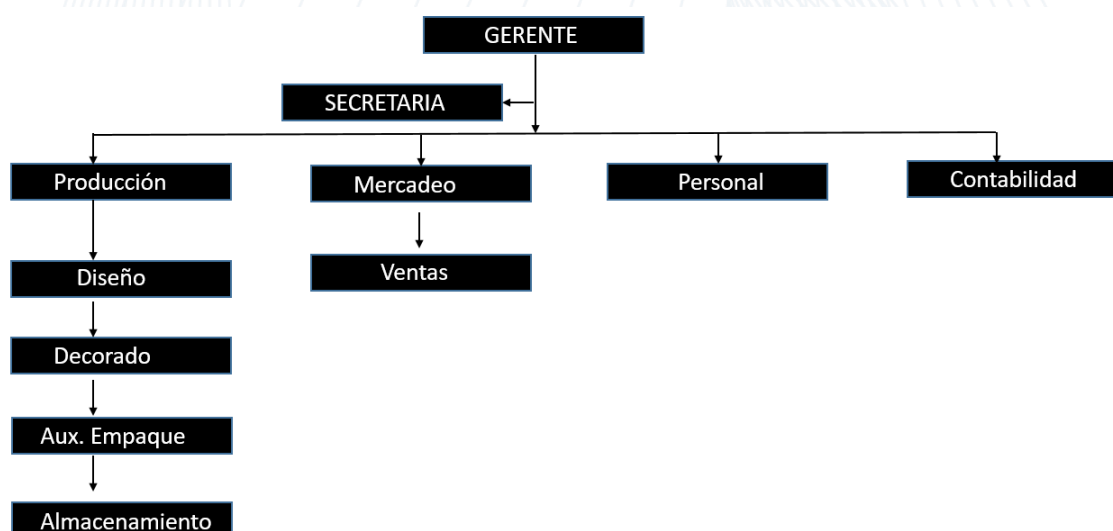 GERENTE
SECRETARIA
Producción
Mercadeo
Personal
Contabilidad
Diseño
Ventas
Decorado
Aux. Empaque
Almacenamiento